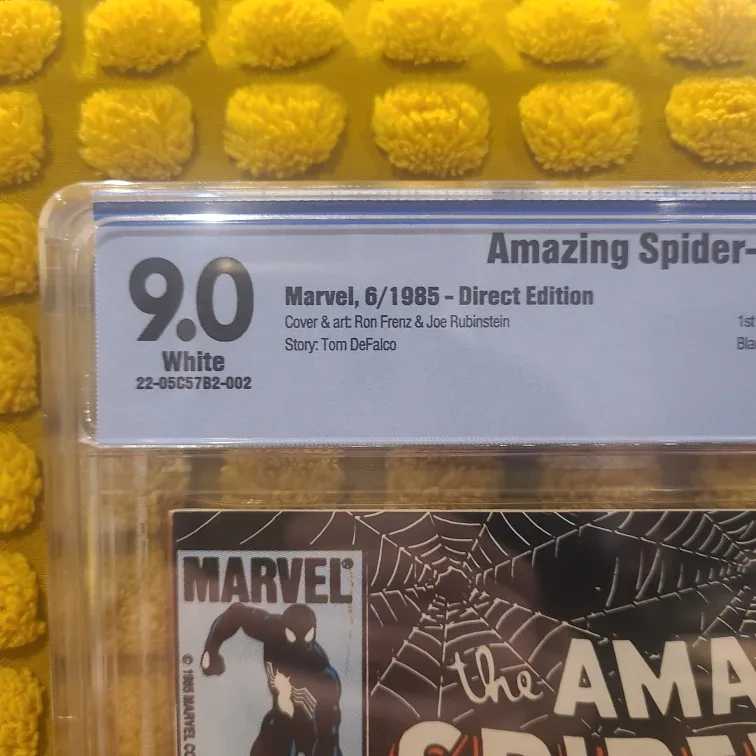 Amazing Spider-
9.0
White
22-05C57B2-002
Marvel, 6/1985 - Direct Edition
Cover & art: Ron Frenz & Joe Rubinstein
Story: Tom DeFalco
1st
Bla
MARVEL®
© 1985 MARVEL CO
the AMA
SPIDE